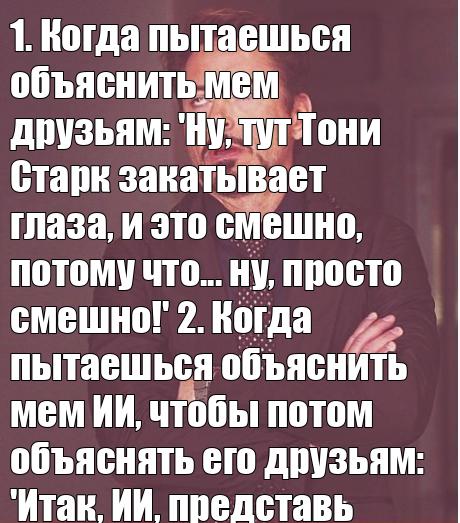 1. Когда пытаешься
объяснить мем
друзьям: 'Ну, тут Тони
Старк закатывает
глаза, и это смешно,
потому что... ну, просто
смешно!' 2. Когда
пытаешься объяснить
мем ИИ, чтобы потом
объяснять его друзьям:
'Итак, ИИ, представь